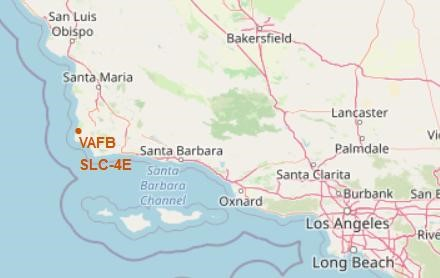 San Luis
Obispo
Bakersfield
Santa Maria
Lancaster
VAFB
SLC-4E
Santa Barbara
Palmdale
Santa
Barbara
Channel
Santa Clarita
Oxnard
Burbank
San B
Los Angeles
Rive
Long Beach